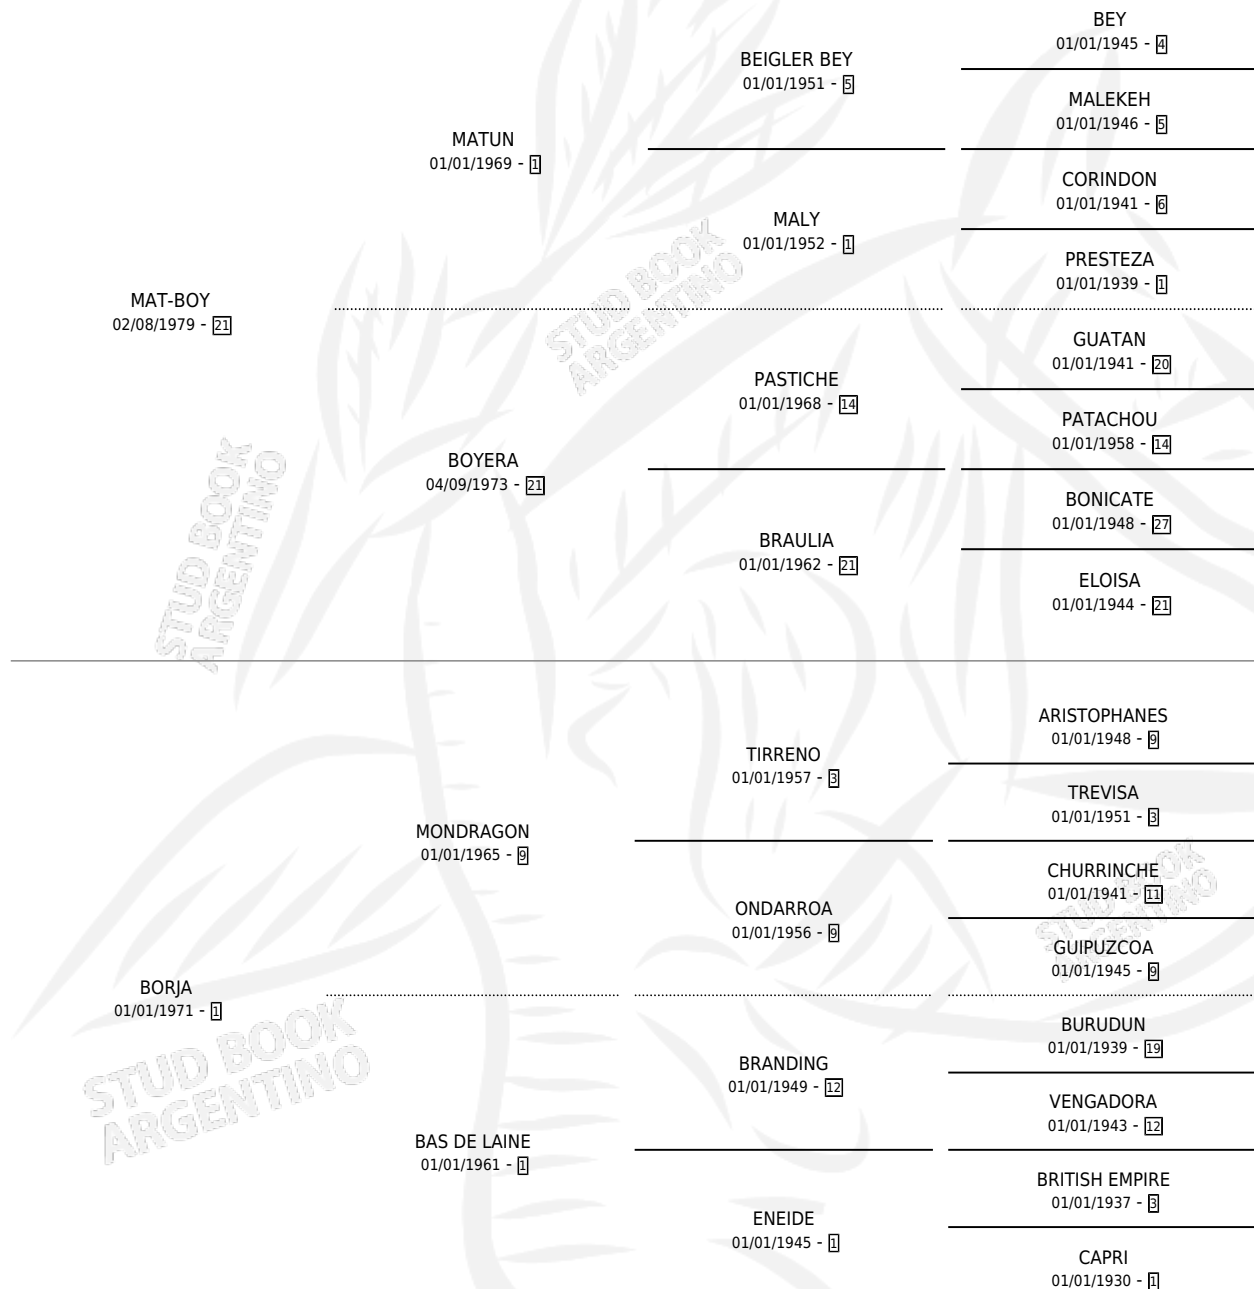 BEY
01/01/1945 - 4
BEIGLER BEY
01/01/1951 - 5
MALEKEH
01/01/1946 - 5
MATUN
01/01/1969 - 1
CORINDON
01/01/1941 - 6
MALY
01/01/1952 - 1
PRESTEZA
01/01/1939 - 1
MAT-BOY
02/08/1979 - 21
GUATAN
01/01/1941 - 20
PASTICHE
01/01/1968 - 14
PATACHOU
01/01/1958 - 14
BOYERA
04/09/1973 - 21
BONICATE
01/01/1948 - 27
BRAULIA
01/01/1962 - 21
ELOISA
01/01/1944 - 21
ARISTOPHANES
01/01/1948 - 9
TIRRENO
01/01/1957 - 3
TREVISA
01/01/1951 - 3
MONDRAGON
01/01/1965 - 9
CHURRINCHE
01/01/1941 - 11
ONDARROA
01/01/1956 - 9
GUIPUZCOA
01/01/1945 - 9
BORJA
01/01/1971 - 1
BURUDUN
01/01/1939 - 19
BRANDING
01/01/1949 - 12
VENGADORA
01/01/1943 - 12
BAS DE LAINE
01/01/1961 - 1
BRITISH EMPIRE
01/01/1937 - 3
ENEIDE
01/01/1945 - 1
CAPRI
01/01/1930 - 1
STUD BOOK
ARGENTINO
STUD BOOK
ARGENTINO
STUD BOOK
ARGENTINO
STUD BOOK
ARGENTINO